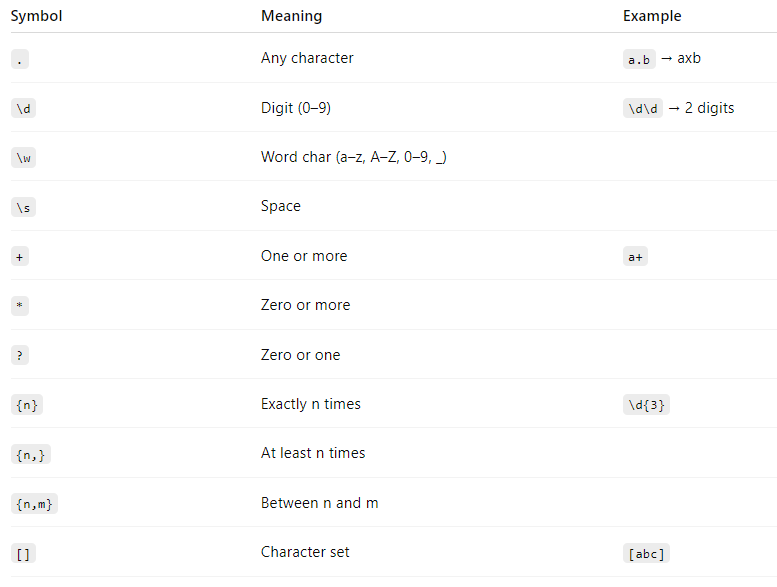 Symbol Meaning Example
. Any character a.b → axb
\d Digit (0–9) \d\d → 2 digits
\w Word char (a–z, A–Z, 0–9, _)
\s Space
+ One or more a+
* Zero or more
? Zero or one
{n} Exactly n times \d{3}
{n,} At least n times
{n,m} Between n and m
[] Character set [abc]